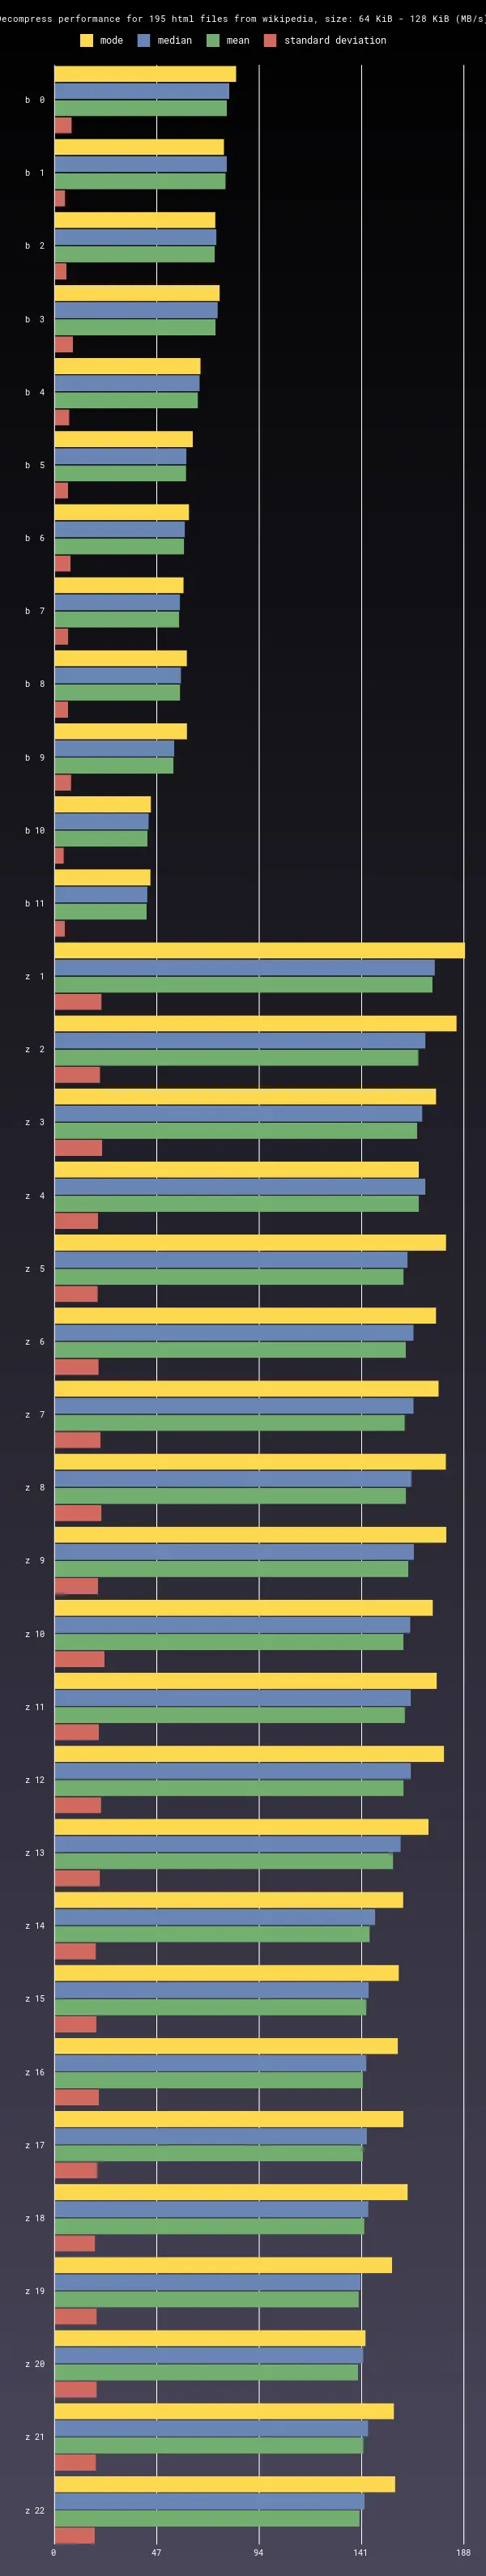 ecompress performance for 195 html files from wikipedia, size: 64 KiB - 128 KiB (MB/s
mode median mean standard deviation
b 0
b 1
b 2
b 3
b 4
b 5
b 6
b 7
b 8
b 9
b 10
b 11
z 1
z 2
z 3
z 4
z 5
z 6
z 7
z 8
z 9
z 10
z 11
z 12
z 13
z 14
z 15
z 16
z 17
z 18
z 19
z 20
z 21
z 22
0 47 94 141 188